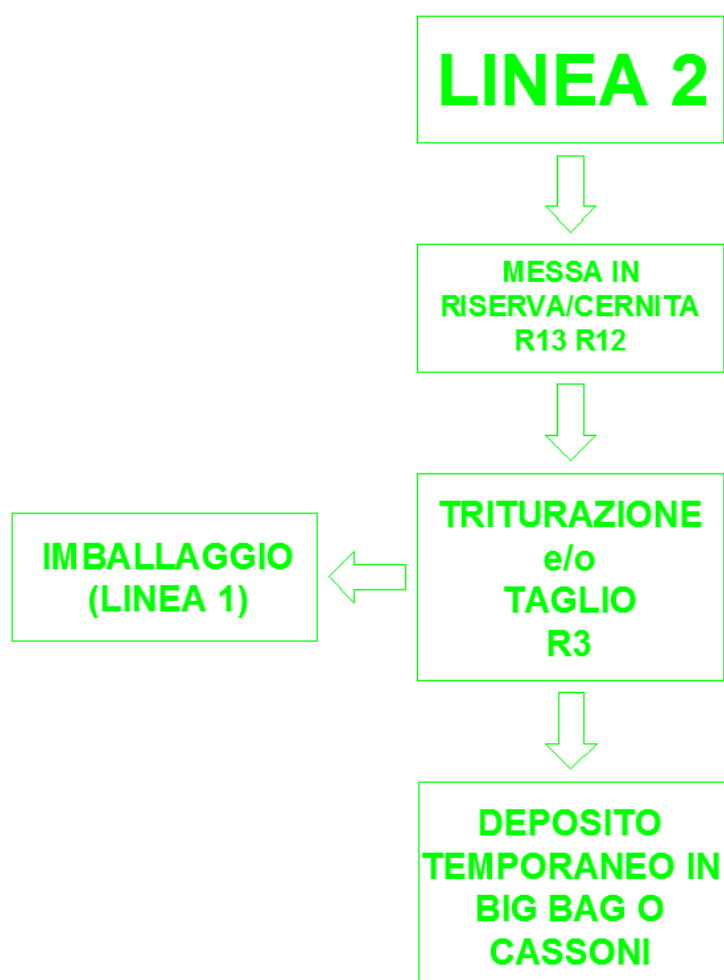 LINEA 2
MESSA IN
RISERVA/CERNITA
R13 R12
TRITURAZIONE
e/o
TAGLIO
R3
IMBALLAGGIO
(LINEA 1)
DEPOSITO
TEMPORANEO IN
BIG BAG O
CASSONI